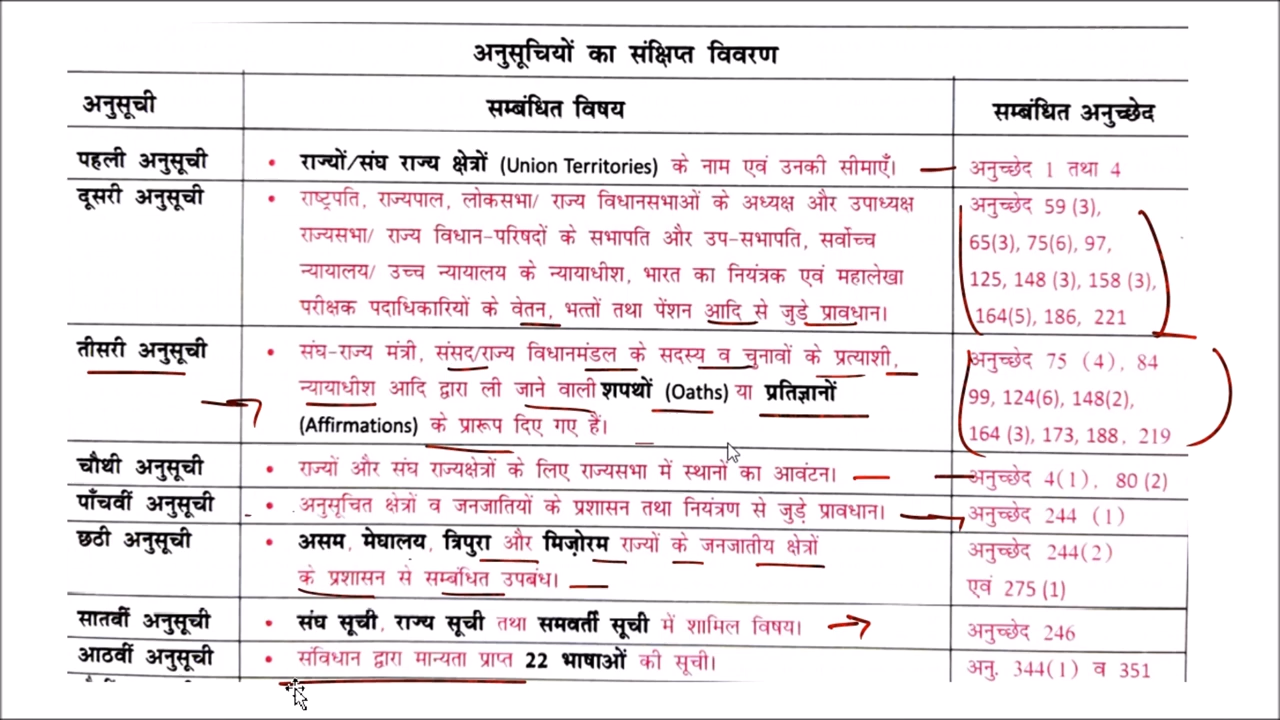 अनुसूचियों का संक्षिप्त विवरण
अनुसूची सम्बंधित विषय सम्बंधित अनुच्छेद
पहली अनुसूची • राज्यों/संघ राज्य क्षेत्रों (Union Territories) के नाम एवं उनकी सीमाएँ। अनुच्छेद 1 तथा 4
दूसरी अनुसूची • राष्ट्रपति, राज्यपाल, लोकसभा/ राज्य विधानसभाओं के अध्यक्ष और उपाध्यक्ष अनुच्छेद 59 (3),
राज्यसभा/ राज्य विधान-परिषदों के सभापति और उप-सभापति, सर्वोच्च 65(3), 75(6), 97,
न्यायालय/ उच्च न्यायालय के न्यायाधीश, भारत का नियंत्रक एवं महालेखा 125, 148 (3), 158 (3),
परीक्षक पदाधिकारियों के वेतन, भत्तों तथा पेंशन आदि से जुड़े प्रावधान। 164(5), 186, 221
तीसरी अनुसूची • संघ-राज्य मंत्री, संसद/राज्य विधानमंडल के सदस्य व चुनावों के प्रत्याशी, अनुच्छेद 75 (4), 84
न्यायाधीश आदि द्वारा ली जाने वाली शपथों (Oaths) या प्रतिज्ञानों 99, 124(6), 148(2),
(Affirmations) के प्रारूप दिए गए हैं। 164 (3), 173, 188, 219
चौथी अनुसूची • राज्यों और संघ राज्यक्षेत्रों के लिए राज्यसभा में स्थानों का आवंटन। अनुच्छेद 4(1), 80 (2)
पाँचवीं अनुसूची • अनुसूचित क्षेत्रों व जनजातियों के प्रशासन तथा नियंत्रण से जुड़े प्रावधान। अनुच्छेद 244 (1)
छठी अनुसूची • असम, मेघालय, त्रिपुरा और मिज़ोरम राज्यों के जनजातीय क्षेत्रों अनुच्छेद 244(2)
के प्रशासन से सम्बंधित उपबंध। एवं 275 (1)
सातवीं अनुसूची • संघ सूची, राज्य सूची तथा समवर्ती सूची में शामिल विषय। अनुच्छेद 246
आठवीं अनुसूची • संविधान द्वारा मान्यता प्राप्त 22 भाषाओं की सूची। अनु. 344(1) व 351